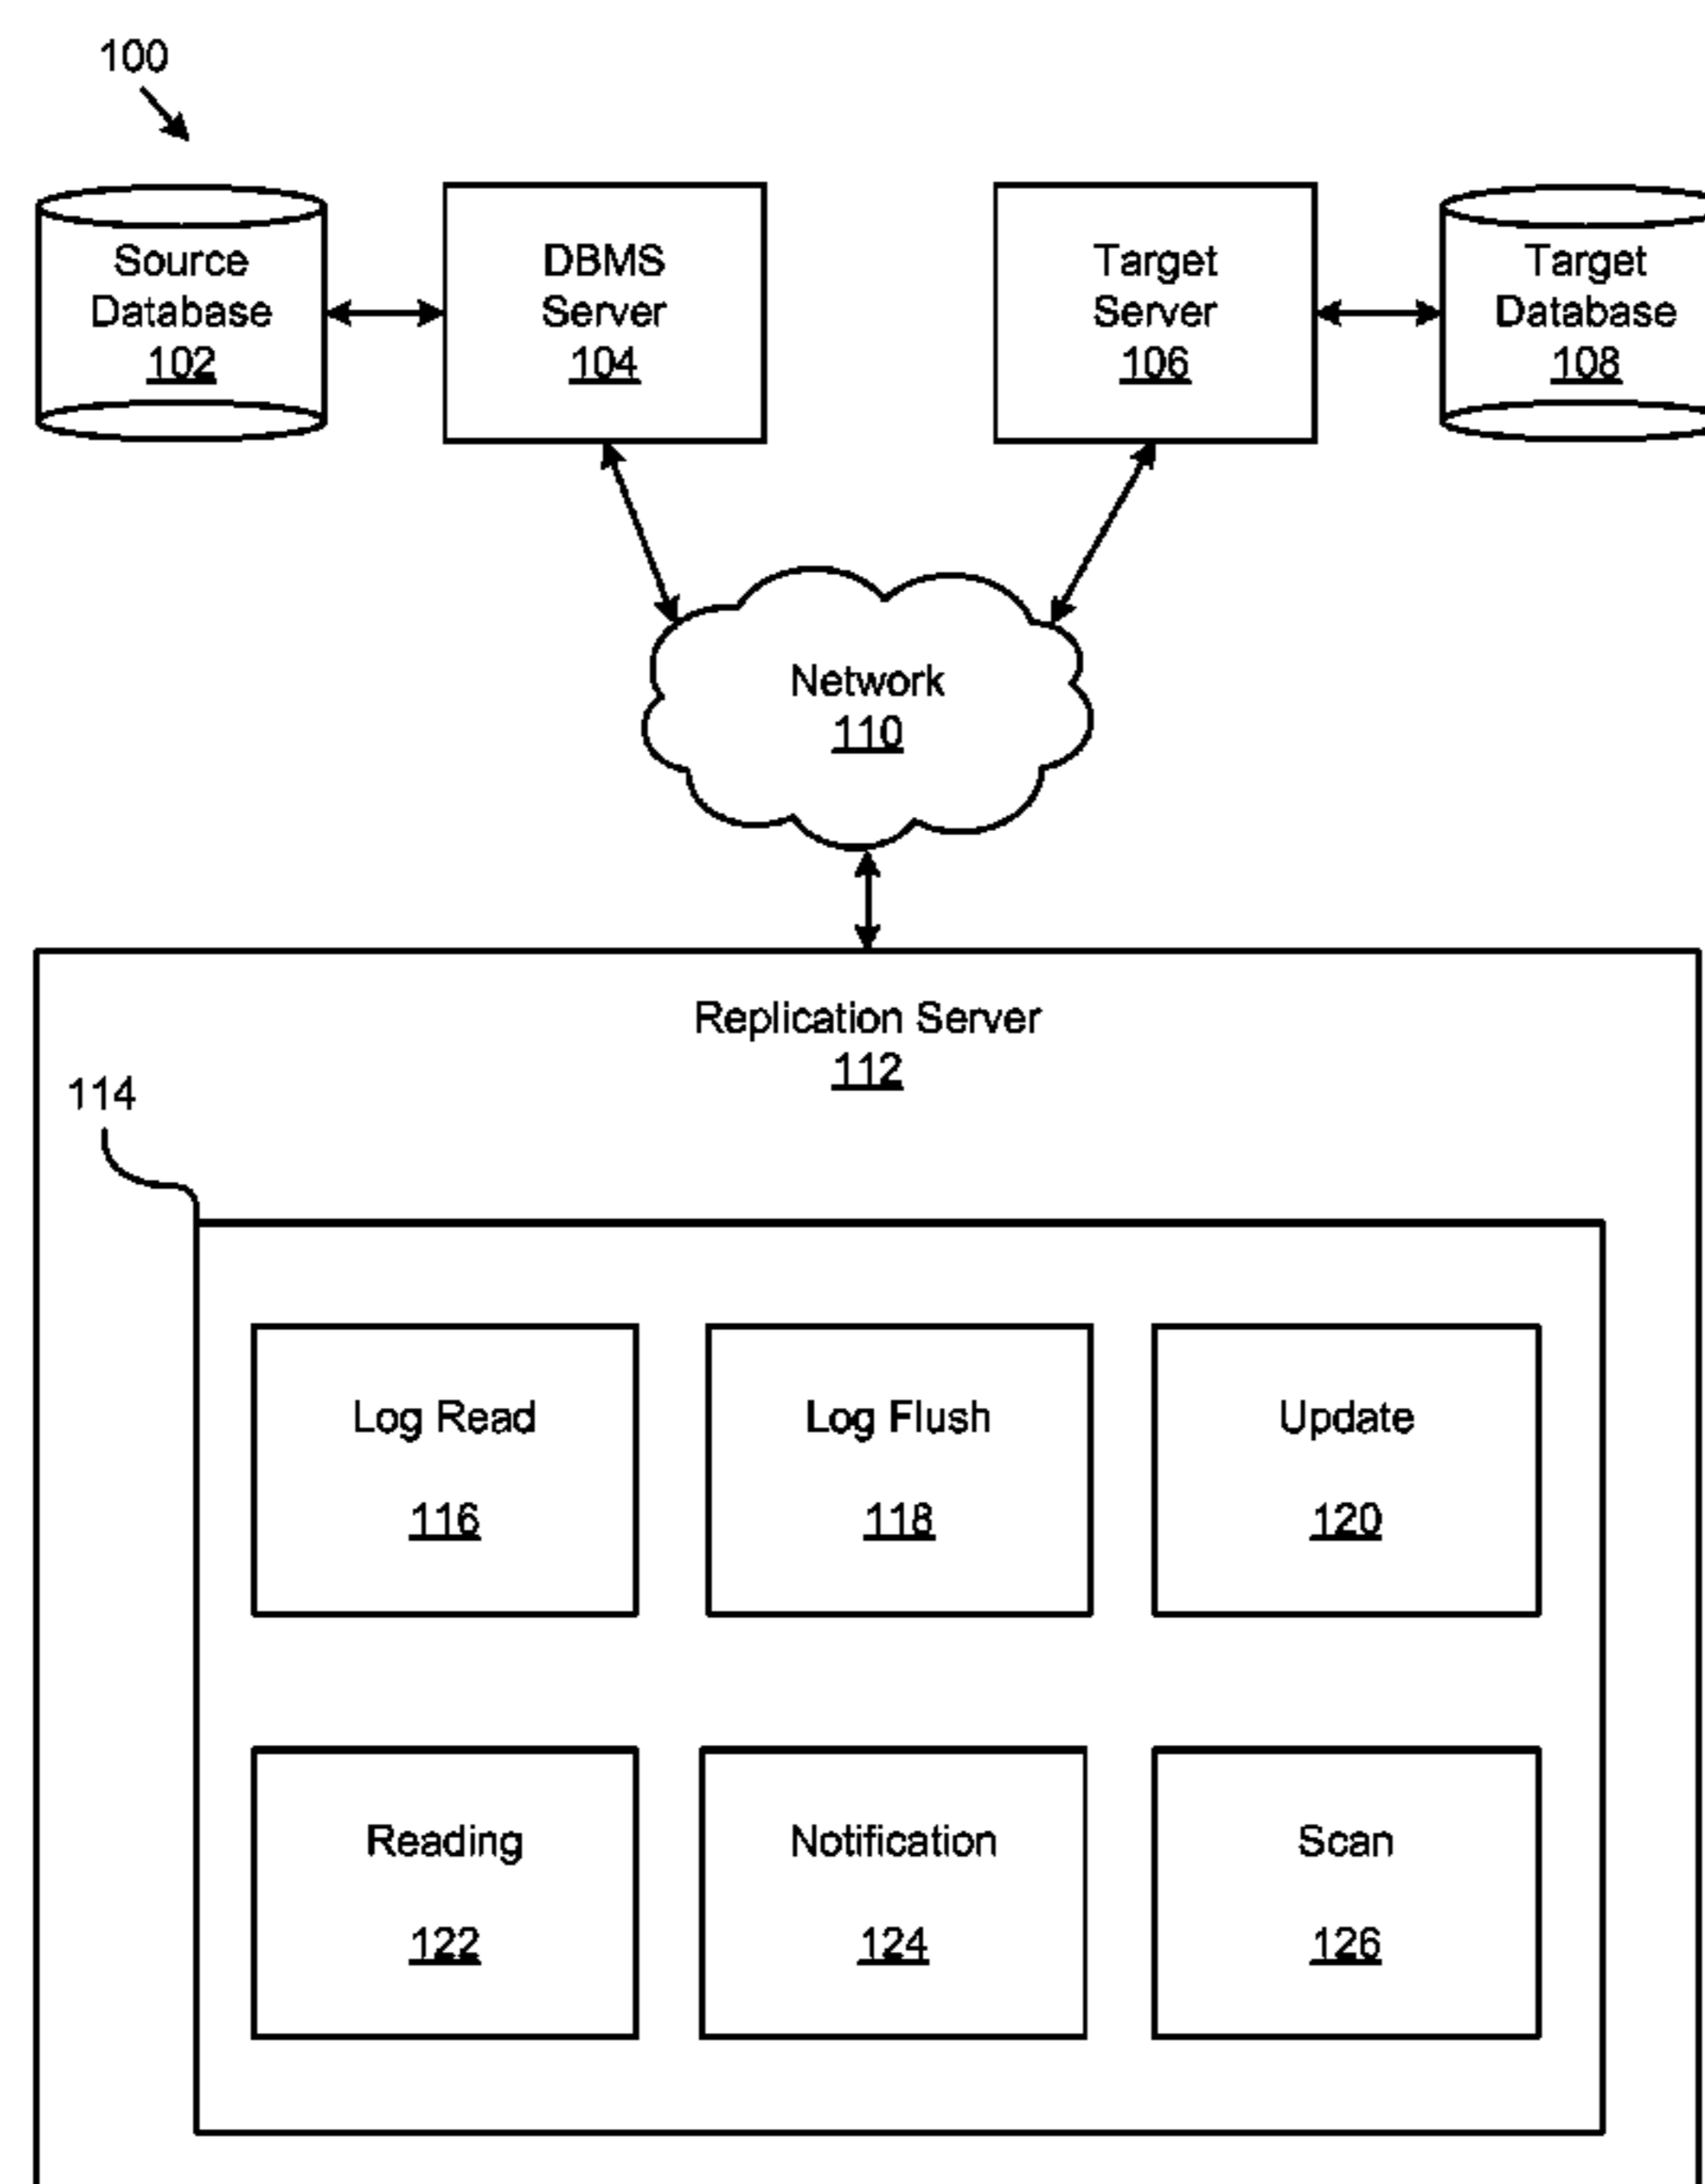 100
Source
Database
102
DBMS
Server
104
Target
Server
106
Target
Database
108
Network
110
Replication Server
112
114
Log Read
116
Log Flush
118
Update
120
Reading
122
Notification
124
Scan
126